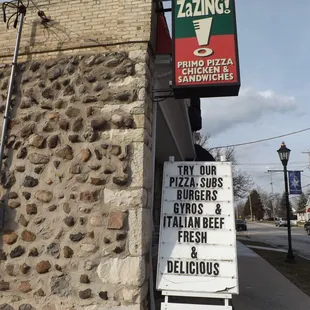 ZaZING!
PRIMO PIZZA
CHICKEN &
SANDWICHES
TRY OUR
PIZZA, SUBS
BURGERS
GYROS &
ITALIAN BEEF
FRESH
&
DELICIOUS